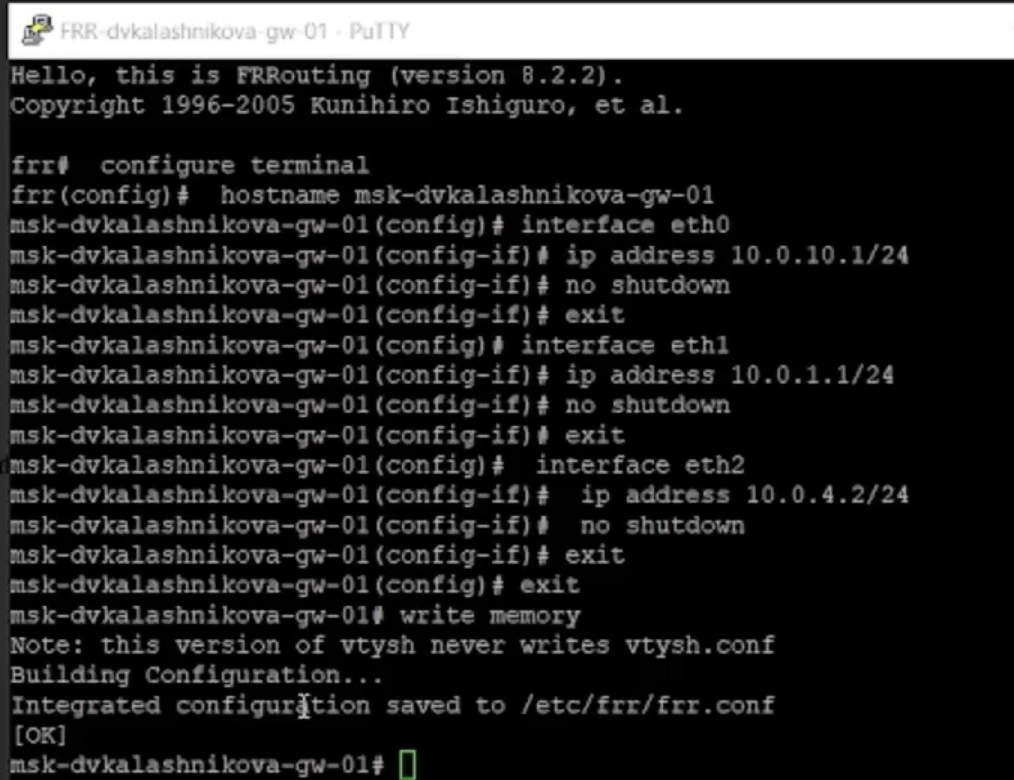 FRR-dvkalashnikova-gw-01 - PuTTY
Hello, this is FRRouting (version 8.2.2).
Copyright 1996-2005 Kunihiro Ishiguro, et al.
frr#  configure terminal
frr(config)#  hostname msk-dvkalashnikova-gw-01
msk-dvkalashnikova-gw-01(config)# interface eth0
msk-dvkalashnikova-gw-01(config-if)# ip address 10.0.10.1/24
msk-dvkalashnikova-gw-01(config-if)# no shutdown
msk-dvkalashnikova-gw-01(config-if)# exit
msk-dvkalashnikova-gw-01(config)# interface eth1
msk-dvkalashnikova-gw-01(config-if)# ip address 10.0.1.1/24
msk-dvkalashnikova-gw-01(config-if)# no shutdown
msk-dvkalashnikova-gw-01(config-if)# exit
msk-dvkalashnikova-gw-01(config)#  interface eth2
msk-dvkalashnikova-gw-01(config-if)#  ip address 10.0.4.2/24
msk-dvkalashnikova-gw-01(config-if)#  no shutdown
msk-dvkalashnikova-gw-01(config-if)# exit
msk-dvkalashnikova-gw-01(config)# exit
msk-dvkalashnikova-gw-01# write memory
Note: this version of vtysh never writes vtysh.conf
Building Configuration...
Integrated configuration saved to /etc/frr/frr.conf
[OK]
msk-dvkalashnikova-gw-01#